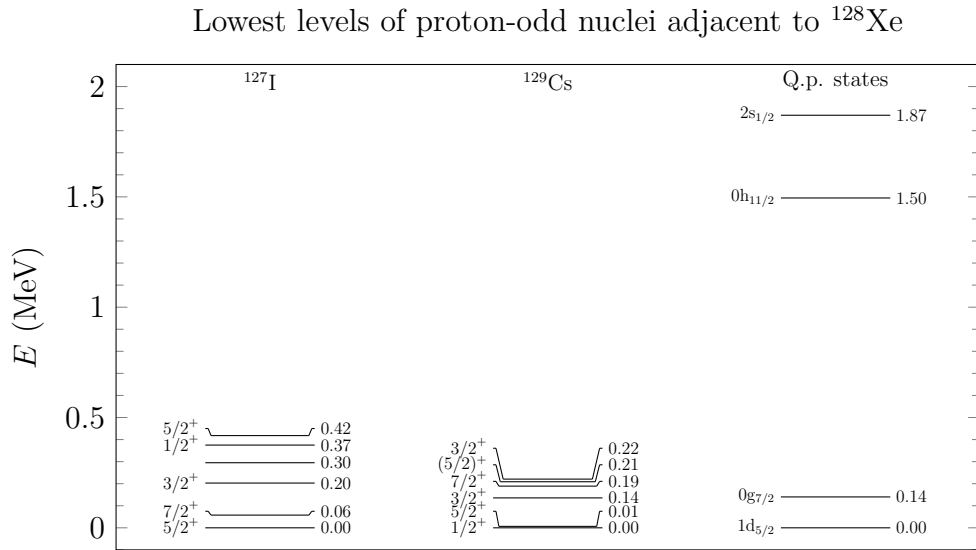 Lowest levels of proton-odd nuclei adjacent to ¹²⁸Xe
E (MeV)
2
1.5
1
0.5
0
¹²⁷I
5/2⁺ 0.42
1/2⁺ 0.37
0.30
3/2⁺ 0.20
7/2⁺ 0.06
5/2⁺ 0.00
¹²⁹Cs
3/2⁺ 0.22
(5/2)⁺ 0.21
7/2⁺ 0.19
3/2⁺ 0.14
5/2⁺ 0.01
1/2⁺ 0.00
Q.p. states
2s₁/₂ 1.87
0h₁₁/₂ 1.50
0g₇/₂ 0.14
1d₅/₂ 0.00